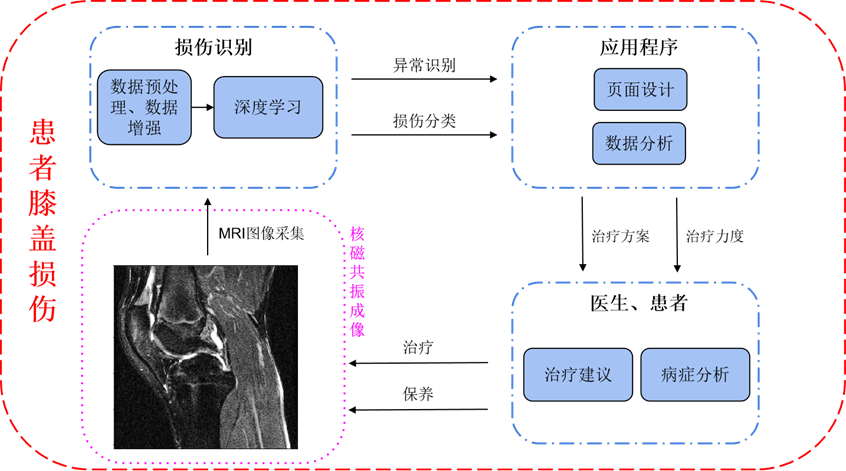 患者膝盖损伤
损伤识别
数据预处
理、数据
增强
深度学习
异常识别
损伤分类
应用程序
页面设计
数据分析
MRI图像采集
核磁共振成像
治疗方案
治疗力度
医生、患者
治疗建议
病症分析
治疗
保养